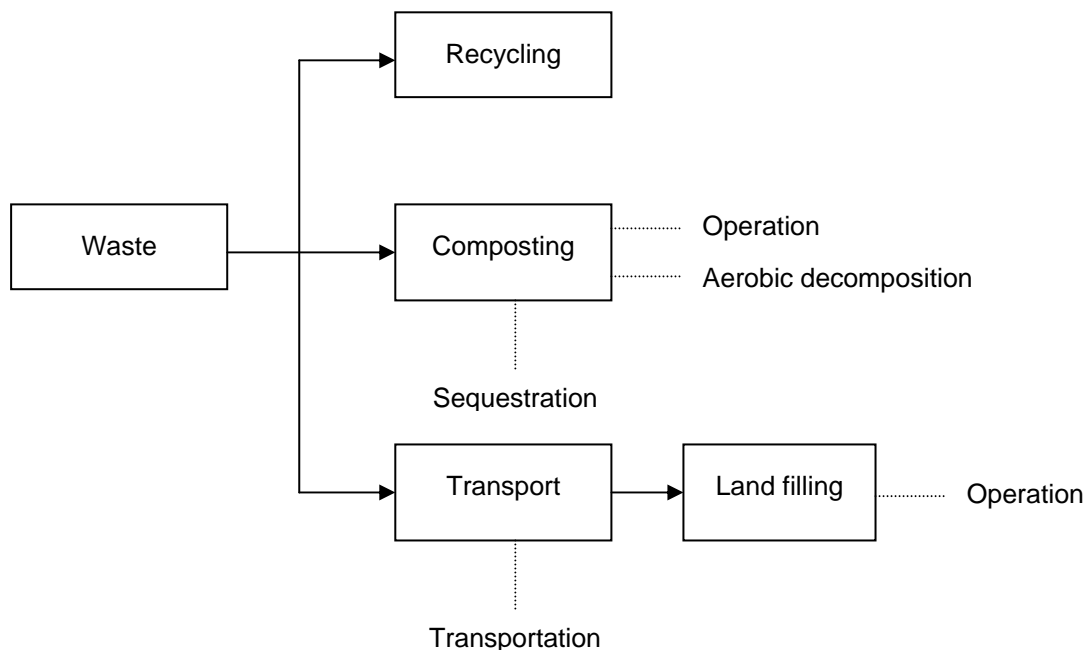 Recycling
Waste
Composting
Operation
Aerobic decomposition
Sequestration
Transport
Land filling
Operation
Transportation